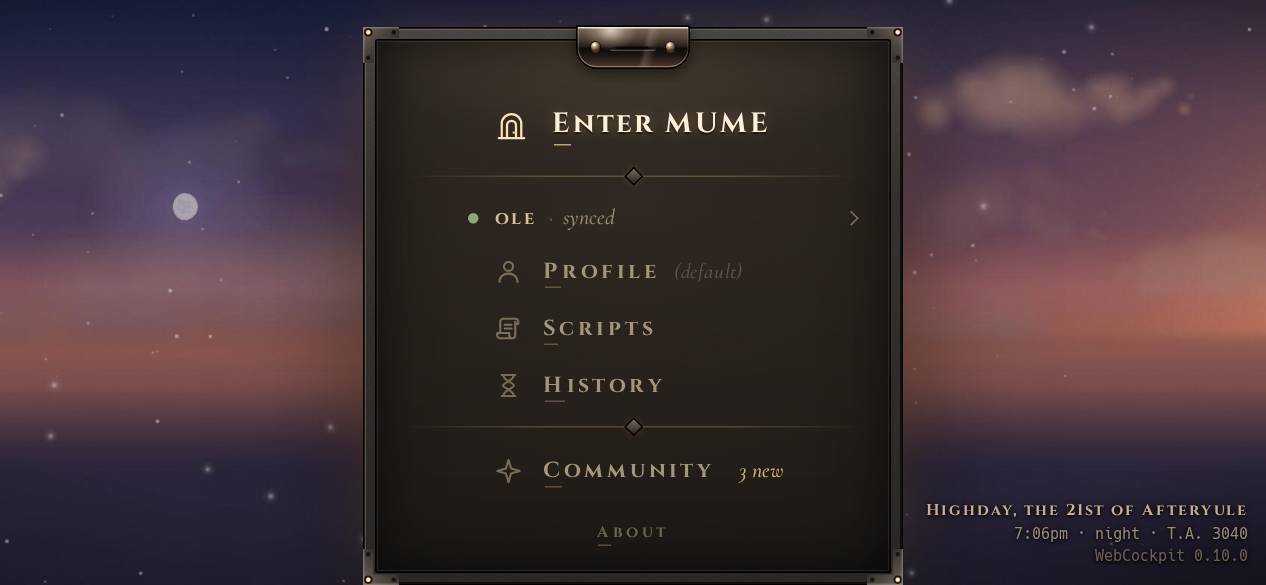 Enter MUME
OLE · synced
Profile (default)
Scripts
History
Community 3 new
About
Highday, the 21st of Afteryule
7:06pm · night · T.A. 3040
WebCockpit 0.10.0